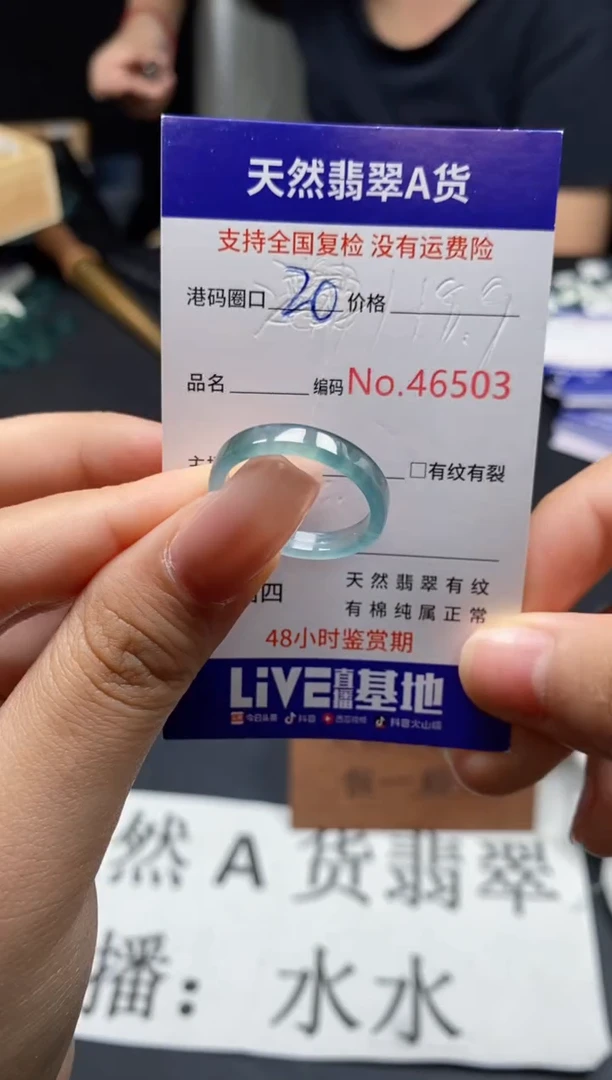 天然翡翠A货
支持全国复检 没有运费险
港码圈口 20 价格
品名 编码 No.46503
主 □有纹有裂
四 天然翡翠有纹
有棉纯属正常
48小时鉴赏期
LiVE直播基地
今日头条 抖音 西瓜视频 抖音火山版
然A货翡翠
播：水水